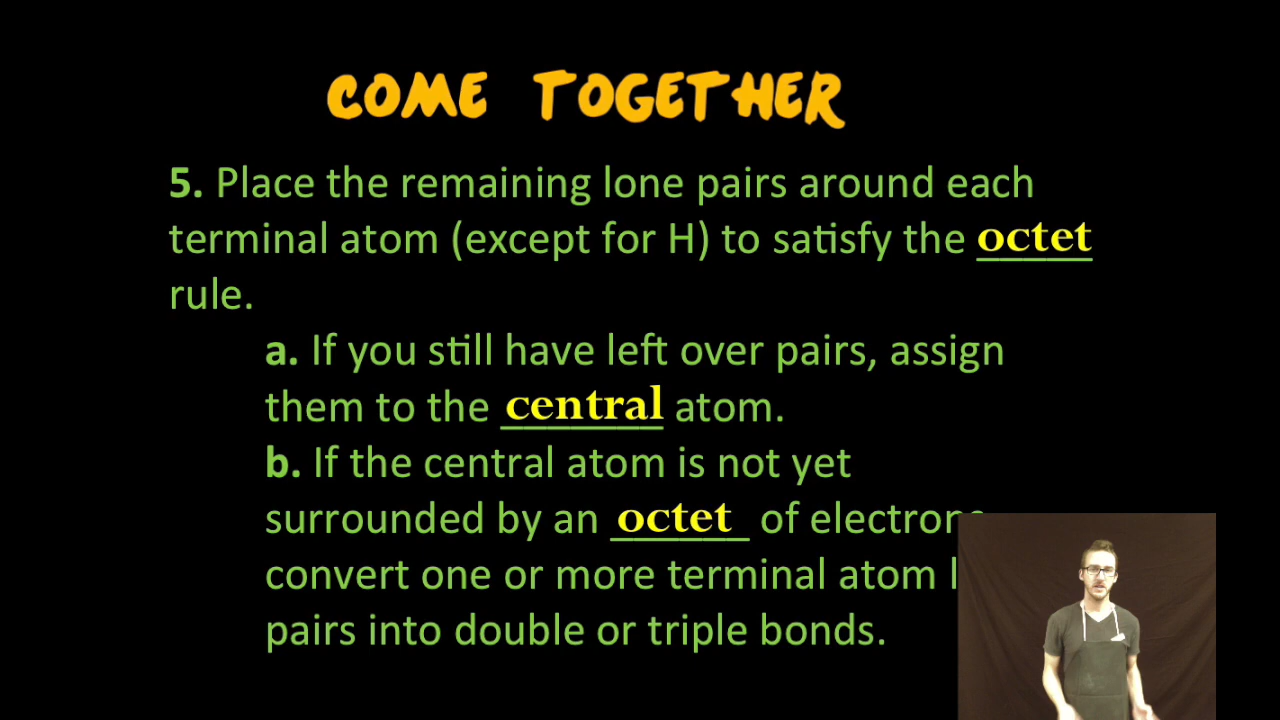 COME TOGETHER
5. Place the remaining lone pairs around each
terminal atom (except for H) to satisfy the octet
rule.
a. If you still have left over pairs, assign
them to the central atom.
b. If the central atom is not yet
surrounded by an octet of electrons
convert one or more terminal atom
pairs into double or triple bonds.